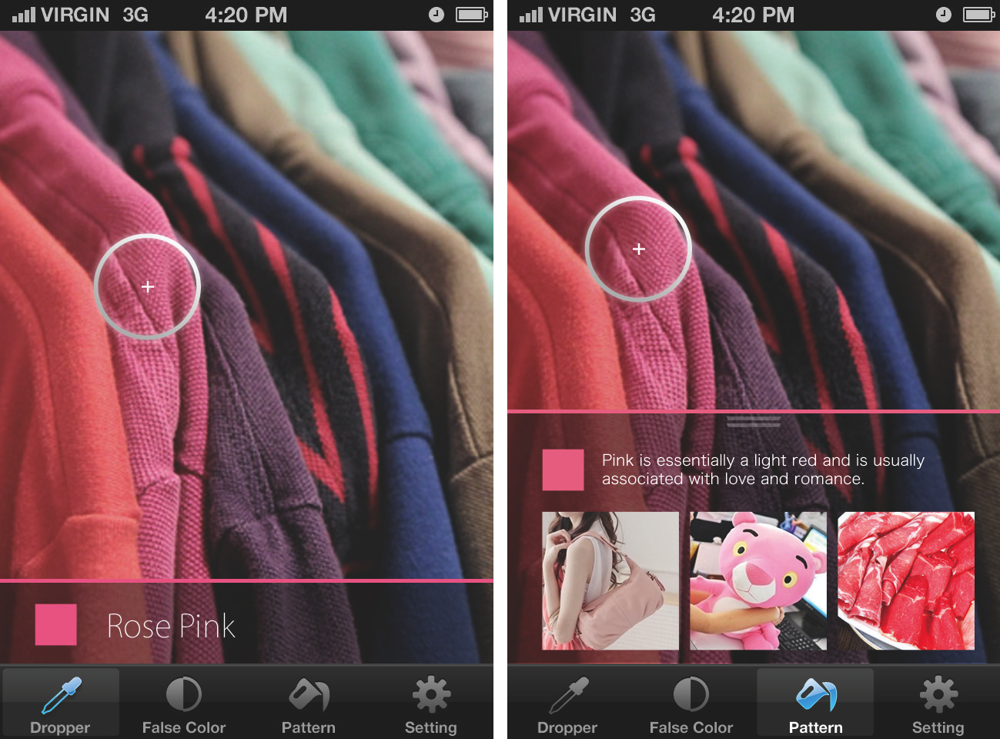 VIRGIN 3G 4:20 PM
Rose Pink
Dropper False Color Pattern Setting
VIRGIN 3G 4:20 PM
Pink is essentially a light red and is usually
associated with love and romance.
Dropper False Color Pattern Setting